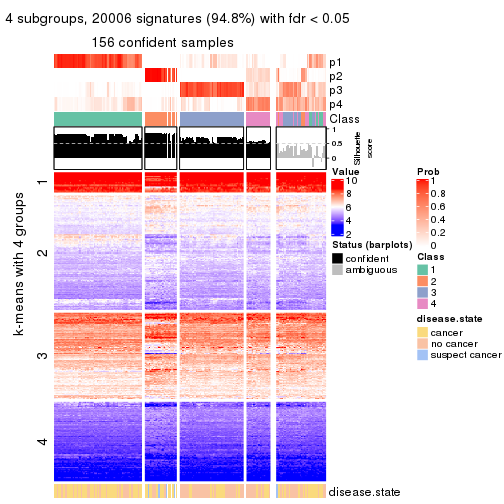 4 subgroups, 20006 signatures (94.8%) with fdr < 0.05
156 confident samples
p1
p2
p3
p4
Class
1
0.5
0
Silhouette
score
k-means with 4 groups
1
2
3
4
disease.state
Value
10
8
6
4
2
Status (barplots)
confident
ambiguous
Prob
1
0.8
0.6
0.4
0.2
0
Class
1
2
3
4
disease.state
cancer
no cancer
suspect cancer